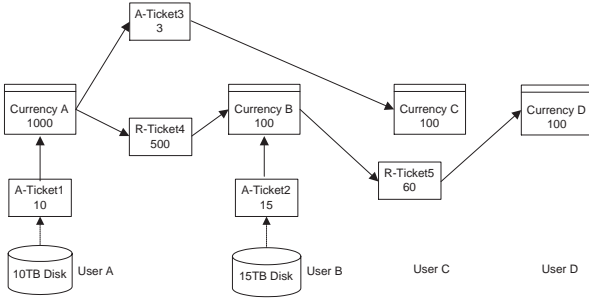 A-Ticket3
3
Currency A
1000
R-Ticket4
500
Currency B
100
Currency C
100
Currency D
100
R-Ticket5
60
A-Ticket1
10
A-Ticket2
15
10TB Disk
User A
15TB Disk
User B
User C
User D